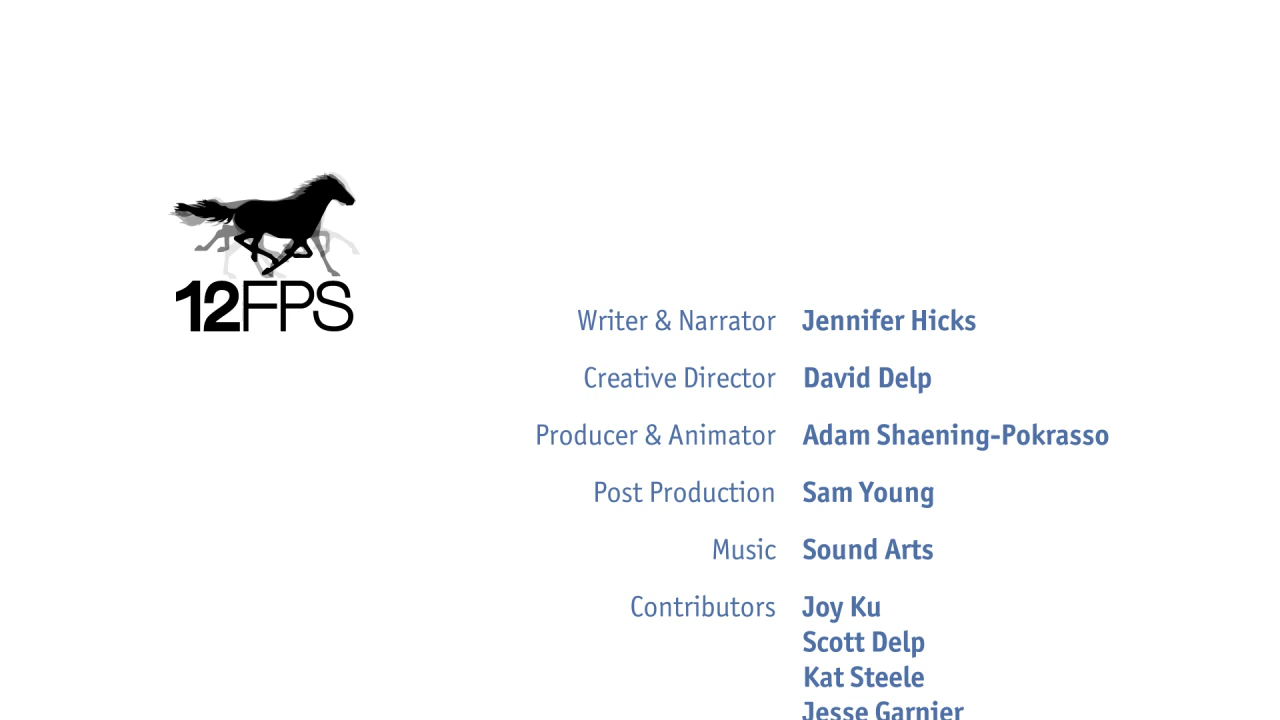 12FPS
Writer & Narrator Jennifer Hicks
Creative Director David Delp
Producer & Animator Adam Shaening-Pokrasso
Post Production Sam Young
Music Sound Arts
Contributors Joy Ku
Scott Delp
Kat Steele
Jesse Garnier